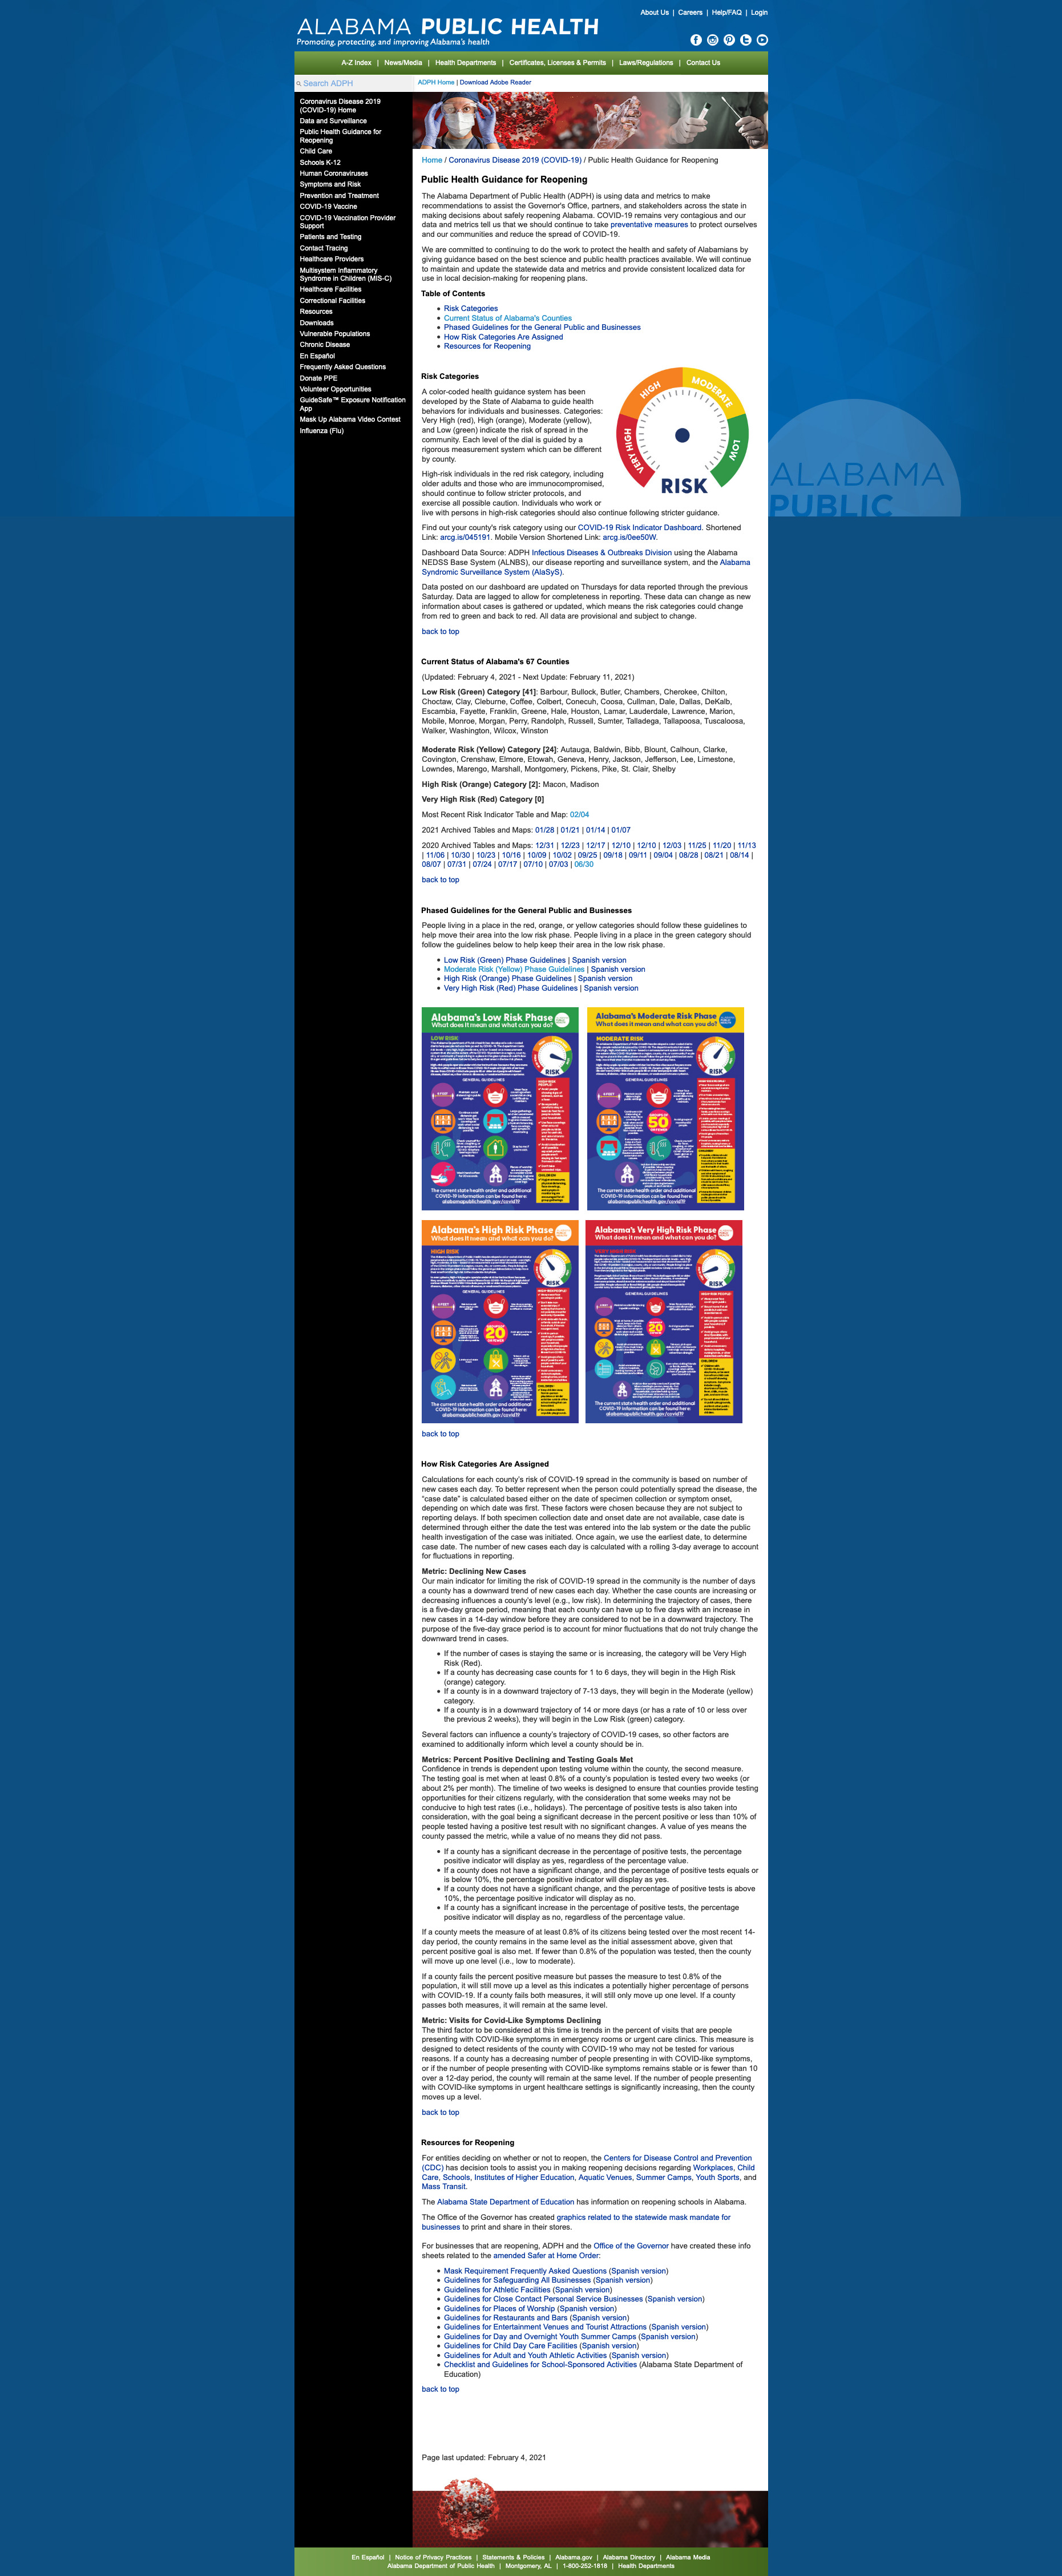 About Us | Careers | Help/FAQ | Login
ALABAMA PUBLIC HEALTH
Promoting, protecting, and improving Alabama's health
A-Z Index | News/Media | Health Departments | Certificates, Licenses & Permits | Laws/Regulations | Contact Us
Search ADPH
ADPH Home | Download Adobe Reader
Coronavirus Disease 2019
(COVID-19) Home
Data and Surveillance
Public Health Guidance for
Reopening
Child Care
Schools K-12
Human Coronaviruses
Symptoms and Risk
Prevention and Treatment
COVID-19 Vaccine
COVID-19 Vaccination Provider
Support
Patients and Testing
Contact Tracing
Healthcare Providers
Multisystem Inflammatory
Syndrome in Children (MIS-C)
Healthcare Facilities
Correctional Facilities
Resources
Downloads
Vulnerable Populations
Chronic Disease
En Español
Frequently Asked Questions
Donate PPE
Volunteer Opportunities
GuideSafe™ Exposure Notification
App
Mask Up Alabama Video Contest
Influenza (Flu)
Home / Coronavirus Disease 2019 (COVID-19) / Public Health Guidance for Reopening
Public Health Guidance for Reopening
The Alabama Department of Public Health (ADPH) is using data and metrics to make
recommendations to assist the Governor's Office, partners, and stakeholders across the state in
making decisions about safely reopening Alabama. COVID-19 remains very contagious and our
data and metrics tell us that we should continue to take preventative measures to protect ourselves
and our communities and reduce the spread of COVID-19.
We are committed to continuing to do the work to protect the health and safety of Alabamians by
giving guidance based on the best science and public health practices available. We will continue
to maintain and update the statewide data and metrics and provide consistent localized data for
use in local decision-making for reopening plans.
Table of Contents
Risk Categories
Current Status of Alabama's Counties
Phased Guidelines for the General Public and Businesses
How Risk Categories Are Assigned
Resources for Reopening
Risk Categories
A color-coded health guidance system has been
developed by the State of Alabama to guide health
behaviors for individuals and businesses. Categories:
Very High (red), High (orange), Moderate (yellow),
and Low (green) indicate the risk of spread in the
community. Each level of the dial is guided by a
rigorous measurement system which can be different
by county.
VERY HIGH
HIGH
MODERATE
LOW
RISK
ALABAMA
PUBLIC
High-risk individuals in the red risk category, including
older adults and those who are immunocompromised,
should continue to follow stricter protocols, and
exercise all possible precautions. Individuals who work or
live with persons in high-risk categories should also continue following stricter guidance.
Find out your county's risk category using our COVID-19 Risk Indicator Dashboard. Shortened
Link: arcg.is/045191. Mobile Version Shortened Link: arcg.is/0ee50W.
Dashboard Data Source: ADPH Infectious Diseases & Outbreaks Division using the Alabama
NEDSS Base System (ALNBS), our disease reporting and surveillance system, and the Alabama
Syndromic Surveillance System (AlaSyS).
Data posted on our dashboard are updated on Thursdays for data reported through the previous
Saturday. Data are lagged to allow for completeness in reporting. These data can change as new
information about cases is gathered or updated, which means the risk categories could change
from red to green and back to red. All data are provisional and subject to change.
back to top
Current Status of Alabama's 67 Counties
(Updated: February 4, 2021 - Next Update: February 11, 2021)
Low Risk (Green) Category [41]: Barbour, Bullock, Butler, Chambers, Cherokee, Chilton,
Choctaw, Clay, Cleburne, Coffee, Colbert, Conecuh, Coosa, Cullman, Dale, Dallas, DeKalb,
Escambia, Fayette, Franklin, Greene, Hale, Houston, Lamar, Lauderdale, Lawrence, Marion,
Mobile, Monroe, Morgan, Perry, Randolph, Russell, Sumter, Talladega, Tallapoosa, Tuscaloosa,
Walker, Washington, Wilcox, Winston
Moderate Risk (Yellow) Category [24]: Autauga, Baldwin, Bibb, Blount, Calhoun, Clarke,
Covington, Crenshaw, Elmore, Etowah, Geneva, Henry, Jackson, Jefferson, Lee, Limestone,
Lowndes, Marengo, Marshall, Montgomery, Pickens, Pike, St. Clair, Shelby
High Risk (Orange) Category [2]: Macon, Madison
Very High Risk (Red) Category [0]
Most Recent Risk Indicator Table and Map: 02/04
2021 Archived Tables and Maps: 01/28 | 01/21 | 01/14 | 01/07
2020 Archived Tables and Maps: 12/31 | 12/23 | 12/17 | 12/10 | 12/10 | 12/03 | 11/25 | 11/20 | 11/13
| 11/06 | 10/30 | 10/23 | 10/16 | 10/09 | 10/02 | 09/25 | 09/18 | 09/11 | 09/04 | 08/28 | 08/21 | 08/14 |
08/07 | 07/31 | 07/24 | 07/17 | 07/10 | 07/03 | 06/30
back to top
Phased Guidelines for the General Public and Businesses
People living in a place in the red, orange, or yellow categories should follow these guidelines to
help move their area into the low risk phase. People living in a place in the green category should
follow the guidelines below to help keep their area in the low risk phase.
Low Risk (Green) Phase Guidelines | Spanish version
Moderate Risk (Yellow) Phase Guidelines | Spanish version
High Risk (Orange) Phase Guidelines | Spanish version
Very High Risk (Red) Phase Guidelines | Spanish version
Alabama's Low Risk Phase
What does it mean and what can you do?
LOW RISK
RISK
GENERAL GUIDELINES
The current state health order and additional
COVID-19 information can be found here:
alabamapublichealth.gov/covid19
Alabama's Moderate Risk Phase
What does it mean and what can you do?
MODERATE RISK
RISK
GENERAL GUIDELINES
50
The current state health order and additional
COVID-19 information can be found here:
alabamapublichealth.gov/covid19
Alabama's High Risk Phase
What does it mean and what can you do?
HIGH RISK
RISK
GENERAL GUIDELINES
20
The current state health order and additional
COVID-19 information can be found here:
alabamapublichealth.gov/covid19
Alabama's Very High Risk Phase
What does it mean and what can you do?
VERY HIGH RISK
RISK
GENERAL GUIDELINES
20
The current state health order and additional
COVID-19 information can be found here:
alabamapublichealth.gov/covid19
back to top
How Risk Categories Are Assigned
Calculations for each county's risk of COVID-19 spread in the community is based on number of
new cases each day. To better represent when the person could potentially spread the disease, the
“case date” is calculated based either on the date of specimen collection or symptom onset,
depending on which date was first. These factors were chosen because they are not subject to
reporting delays. If both specimen collection date and onset date are not available, case date is
determined through either the date the test was entered into the lab system or the date the public
health investigation of the case was initiated. Once again, we use the earliest date, to determine
case date. The number of new cases each day is calculated with a rolling 3-day average to account
for fluctuations in reporting.
Metric: Declining New Cases
Our main indicator for limiting the risk of COVID-19 spread in the community is the number of days
a county has a downward trend of new cases each day. Whether the case counts are increasing or
decreasing influences a county's level (e.g., low risk). In determining the trajectory of cases, there
is a five-day grace period, meaning that each county can have up to five days with an increase in
new cases in a 14-day window before they are considered to not be in a downward trajectory. The
purpose of the five-day grace period is to account for minor fluctuations that do not truly change the
downward trend in cases.
If the number of cases is staying the same or is increasing, the category will be Very High
Risk (Red).
If a county has decreasing case counts for 1 to 6 days, they will begin in the High Risk
(orange) category.
If a county is in a downward trajectory of 7-13 days, they will begin in the Moderate (yellow)
category.
If a county is in a downward trajectory of 14 or more days (or has a rate of 10 or less over
the previous 2 weeks), they will begin in the Low Risk (green) category.
Several factors can influence a county's trajectory of COVID-19 cases, so other factors are
examined to additionally inform which level a county should be in.
Metrics: Percent Positive Declining and Testing Goals Met
Confidence in trends is dependent upon testing volume within the county, the second measure.
The testing goal is met when at least 0.8% of a county's population is tested every two weeks (or
about 2% per month). The timeline of two weeks is designed to ensure that counties provide testing
opportunities for their citizens regularly, with the consideration that some weeks may not be
conducive to high test rates (i.e., holidays). The percentage of positive tests is also taken into
consideration, with the goal being a significant decrease in the percent positive or less than 10% of
people tested having a positive test result with no significant changes. A value of yes means the
county passed the metric, while a value of no means they did not pass.
If a county has a significant decrease in the percentage of positive tests, the percentage
positive indicator will display as yes, regardless of the percentage value.
If a county does not have a significant change, and the percentage of positive tests equals or
is below 10%, the percentage positive indicator will display as yes.
If a county does not have a significant change, and the percentage of positive tests is above
10%, the percentage positive indicator will display as no.
If a county has a significant increase in the percentage of positive tests, the percentage
positive indicator will display as no, regardless of the percentage value.
If a county meets the measure of at least 0.8% of its citizens being tested over the most recent 14-
day period, the county remains in the same level as the initial assessment above, given that
percent positive goal is also met. If fewer than 0.8% of the population was tested, then the county
will move up one level (i.e., low to moderate).
If a county fails the percent positive measure but passes the measure to test 0.8% of the
population, it will still move up a level as this indicates a potentially higher percentage of persons
with COVID-19. If a county fails both measures, it will still only move up one level. If a county
passes both measures, it will remain at the same level.
Metric: Visits for Covid-Like Symptoms Declining
The third factor to be considered at this time is trends in the percent of visits that are people
presenting with COVID-like symptoms in emergency rooms or urgent care clinics. This measure is
designed to detect residents of the county with COVID-19 who may not be tested for various
reasons. If a county has a decreasing number of people presenting in with COVID-like symptoms,
or if the number of people presenting with COVID-like symptoms remains stable or is fewer than 10
over a 12-day period, the county will remain at the same level. If the number of people presenting
with COVID-like symptoms in urgent healthcare settings is significantly increasing, then the county
moves up a level.
back to top
Resources for Reopening
For entities deciding on whether or not to reopen, the Centers for Disease Control and Prevention
(CDC) has decision tools to assist you in making reopening decisions regarding Workplaces, Child
Care, Schools, Institutes of Higher Education, Aquatic Venues, Summer Camps, Youth Sports, and
Mass Transit.
The Alabama State Department of Education has information on reopening schools in Alabama.
The Office of the Governor has created graphics related to the statewide mask mandate for
businesses to print and share in their stores.
For businesses that are reopening, ADPH and the Office of the Governor have created these info
sheets related to the amended Safer at Home Order:
Mask Requirement Frequently Asked Questions (Spanish version)
Guidelines for Safeguarding All Businesses (Spanish version)
Guidelines for Athletic Facilities (Spanish version)
Guidelines for Close Contact Personal Service Businesses (Spanish version)
Guidelines for Places of Worship (Spanish version)
Guidelines for Restaurants and Bars (Spanish version)
Guidelines for Entertainment Venues and Tourist Attractions (Spanish version)
Guidelines for Day and Overnight Youth Summer Camps (Spanish version)
Guidelines for Child Day Care Facilities (Spanish version)
Guidelines for Adult and Youth Athletic Activities (Spanish version)
Checklist and Guidelines for School-Sponsored Activities (Alabama State Department of
Education)
back to top
Page last updated: February 4, 2021
En Español | Notice of Privacy Practices | Statements & Policies | Alabama.gov | Alabama Directory | Alabama Media
Alabama Department of Public Health | Montgomery, AL | 1-800-252-1818 | Health Departments